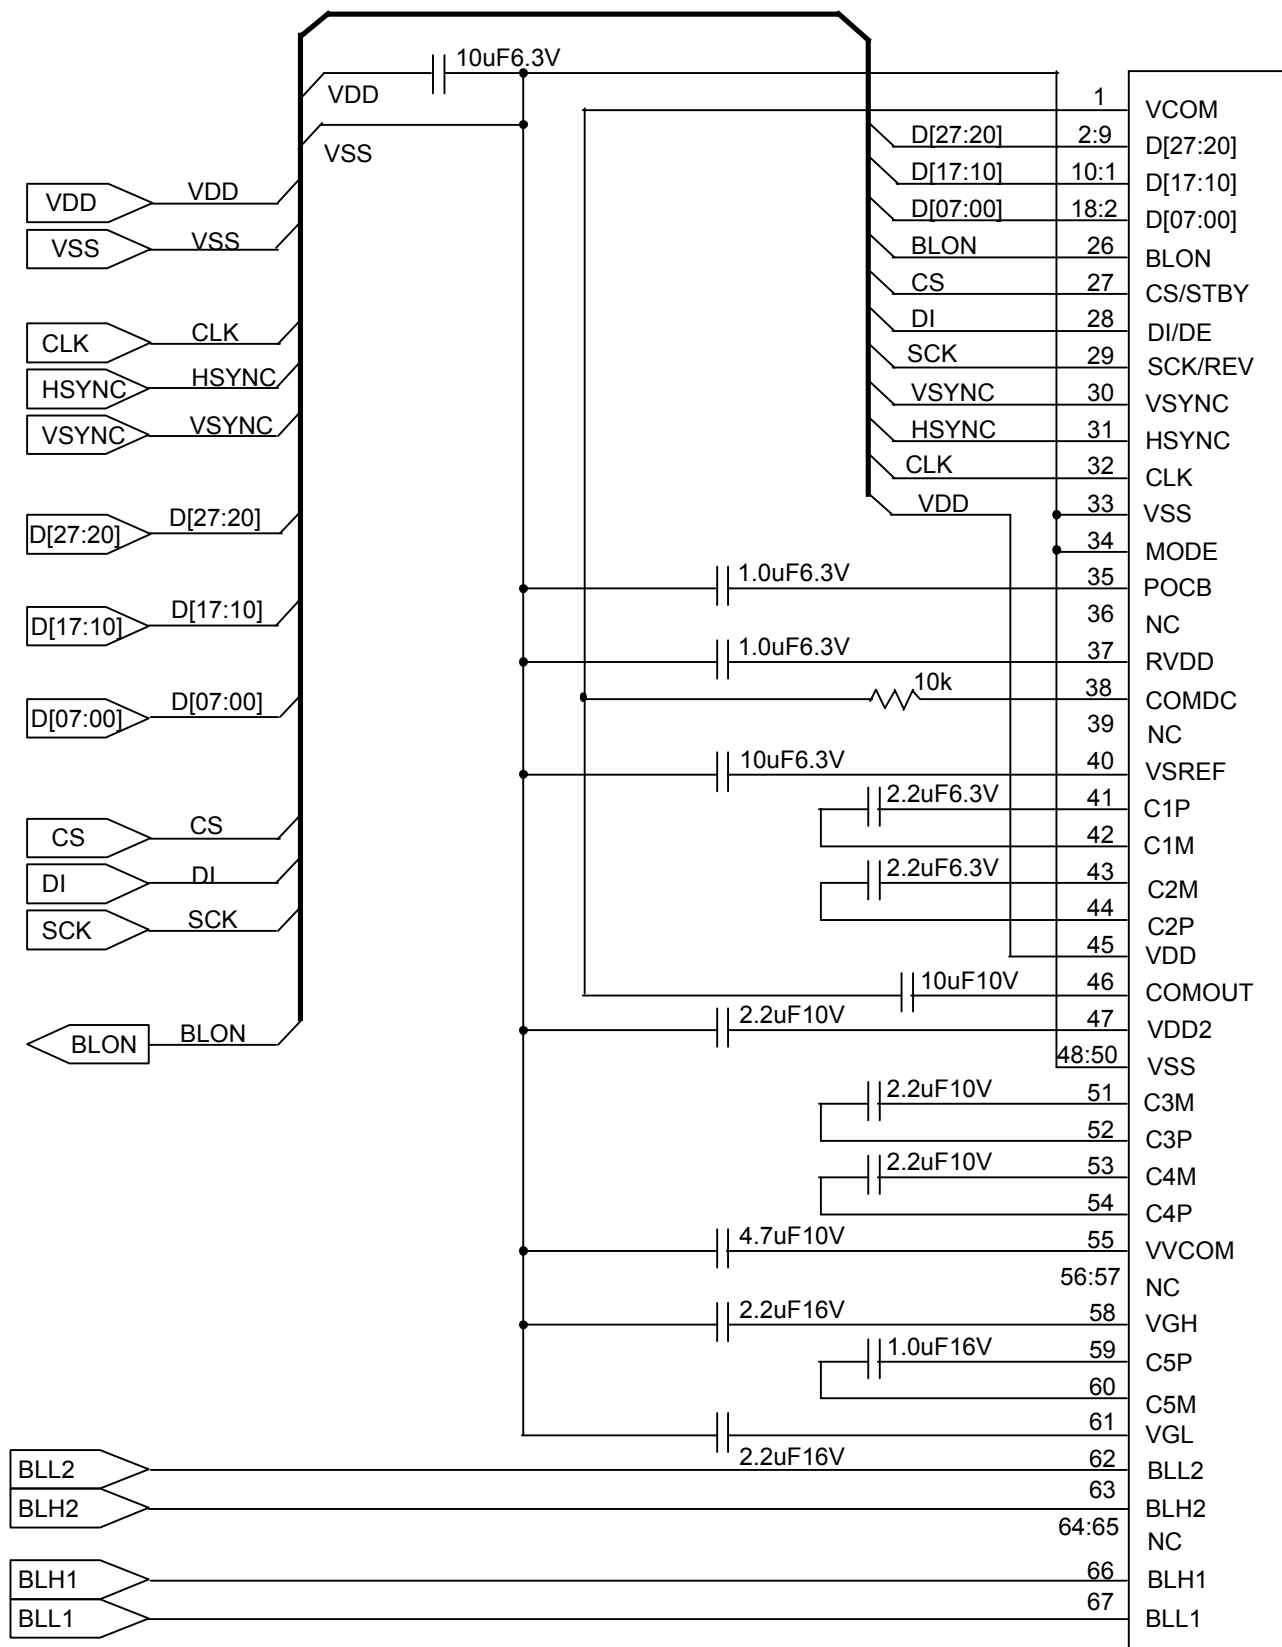 10uF6.3V
VDD
VSS
VDD VDD
VSS VSS
CLK CLK
HSYNC HSYNC
VSYNC VSYNC
D[27:20] D[27:20]
D[17:10] D[17:10]
D[07:00] D[07:00]
CS CS
DI DI
SCK SCK
BLON BLON
1 VCOM
D[27:20] 2:9 D[27:20]
D[17:10] 10:1 D[17:10]
D[07:00] 18:2 D[07:00]
BLON 26 BLON
CS 27 CS/STBY
DI 28 DI/DE
SCK 29 SCK/REV
VSYNC 30 VSYNC
HSYNC 31 HSYNC
CLK 32 CLK
VDD 33 VSS
34 MODE
1.0uF6.3V 35 POCB
36 NC
1.0uF6.3V 37 RVDD
10k 38 COMDC
39 NC
10uF6.3V 40 VSREF
2.2uF6.3V 41 C1P
42 C1M
2.2uF6.3V 43 C2M
44 C2P
45 VDD
10uF10V 46 COMOUT
2.2uF10V 47 VDD2
48:50 VSS
2.2uF10V 51 C3M
52 C3P
2.2uF10V 53 C4M
54 C4P
4.7uF10V 55 VVCOM
56:57 NC
2.2uF16V 58 VGH
1.0uF16V 59 C5P
60 C5M
61 VGL
2.2uF16V
BLL2 62 BLL2
BLH2 63 BLH2
64:65 NC
BLH1 66 BLH1
BLL1 67 BLL1